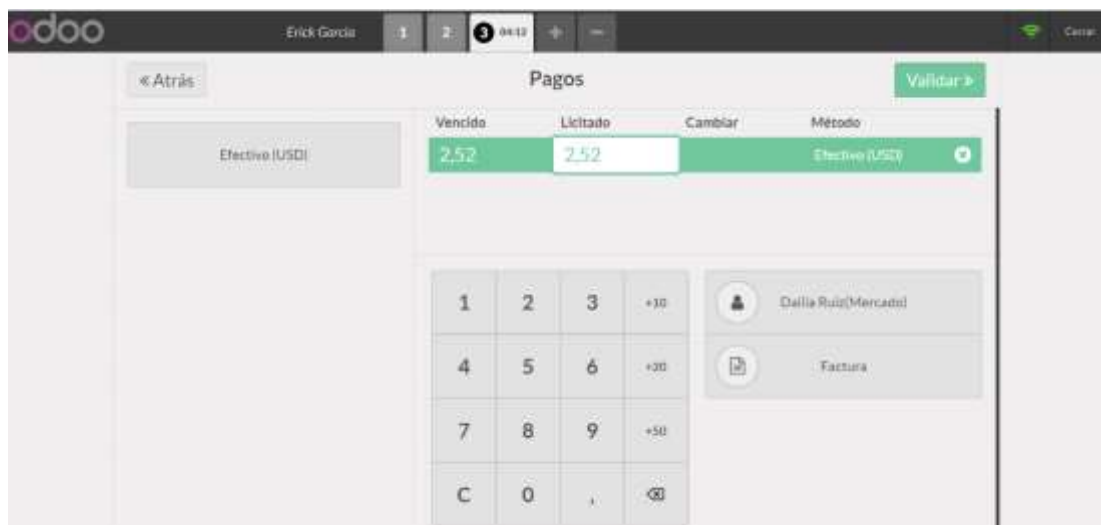 odoo Erick Garcia 1 2 3 04:12 + − Cerrar
« Atrás Pagos Validar »
Vencido Licitado Cambiar Método
Efectivo (USD) 2,52 2,52 Efectivo (USD)
1 2 3 +10 Dailia Ruiz(Mercado)
4 5 6 +20 Factura
7 8 9 +50
C 0 ,